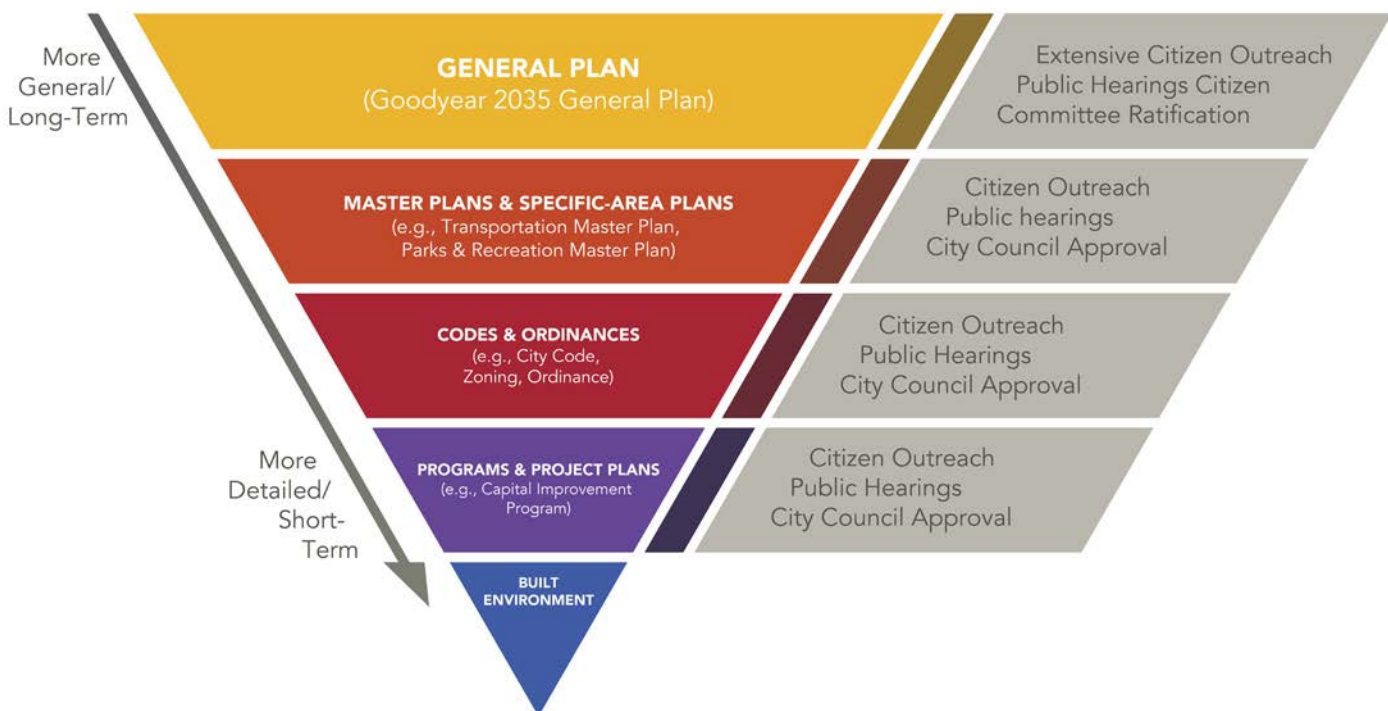 More
General/
Long-Term
GENERAL PLAN
(Goodyear 2035 General Plan)
Extensive Citizen Outreach
Public Hearings Citizen
Committee Ratification
MASTER PLANS & SPECIFIC-AREA PLANS
(e.g., Transportation Master Plan,
Parks & Recreation Master Plan)
Citizen Outreach
Public hearings
City Council Approval
CODES & ORDINANCES
(e.g., City Code,
Zoning, Ordinance)
Citizen Outreach
Public Hearings
City Council Approval
More
Detailed/
Short-
Term
PROGRAMS & PROJECT PLANS
(e.g., Capital Improvement
Program)
Citizen Outreach
Public Hearings
City Council Approval
BUILT
ENVIRONMENT